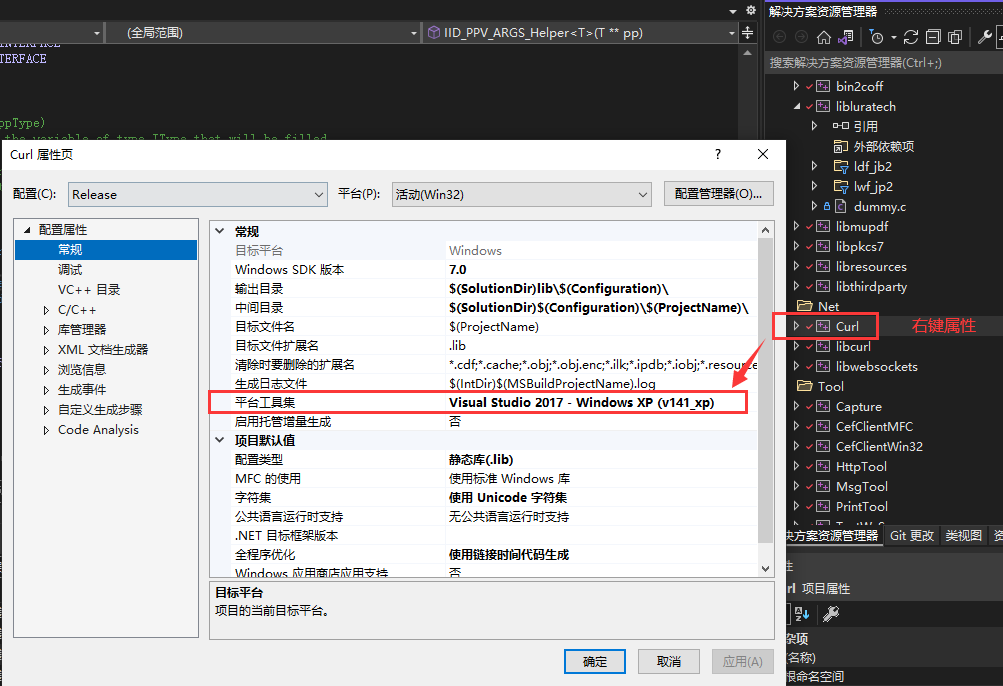 (全局范围)
IID_PPV_ARGS_Helper<T>(T ** pp)
TERFACE
ppType)
the variable of type IType that will be filled
解决方案资源管理器
搜索解决方案资源管理器(Ctrl+;)
bin2coff
libluratech
引用
外部依赖项
ldf_jb2
lwf_jp2
dummy.c
libmupdf
libpkcs7
libresources
libthirdparty
Net
Curl
右键属性
libcurl
libwebsockets
Tool
Capture
CefClientMFC
CefClientWin32
HttpTool
MsgTool
PrintTool
决方案资源管理器 Git 更改 类视图
性
rl 项目属性
杂项
(名称)
根命名空间
Curl 属性页
? ×
配置(C): Release 平台(P): 活动(Win32) 配置管理器(O)...
配置属性
常规
调试
VC++ 目录
C/C++
库管理器
XML 文档生成器
浏览信息
生成事件
自定义生成步骤
Code Analysis
常规
目标平台 Windows
Windows SDK 版本 7.0
输出目录 $(SolutionDir)lib\$(Configuration)\
中间目录 $(SolutionDir)$(Configuration)\$(ProjectName)\
目标文件名 $(ProjectName)
目标文件扩展名 .lib
清除时要删除的扩展名 *.cdf;*.cache;*.obj;*.obj.enc;*.ilk;*.ipdb;*.iobj;*.resource
生成日志文件 $(IntDir)$(MSBuildProjectName).log
平台工具集 Visual Studio 2017 - Windows XP (v141_xp)
启用托管增量生成 否
项目默认值
配置类型 静态库(.lib)
MFC 的使用 使用标准 Windows 库
字符集 使用 Unicode 字符集
公共语言运行时支持 无公共语言运行时支持
.NET 目标框架版本
全程序优化 使用链接时间代码生成
Windows 应用商店应用支持 否
目标平台
项目的当前目标平台。
确定 取消 应用(A)